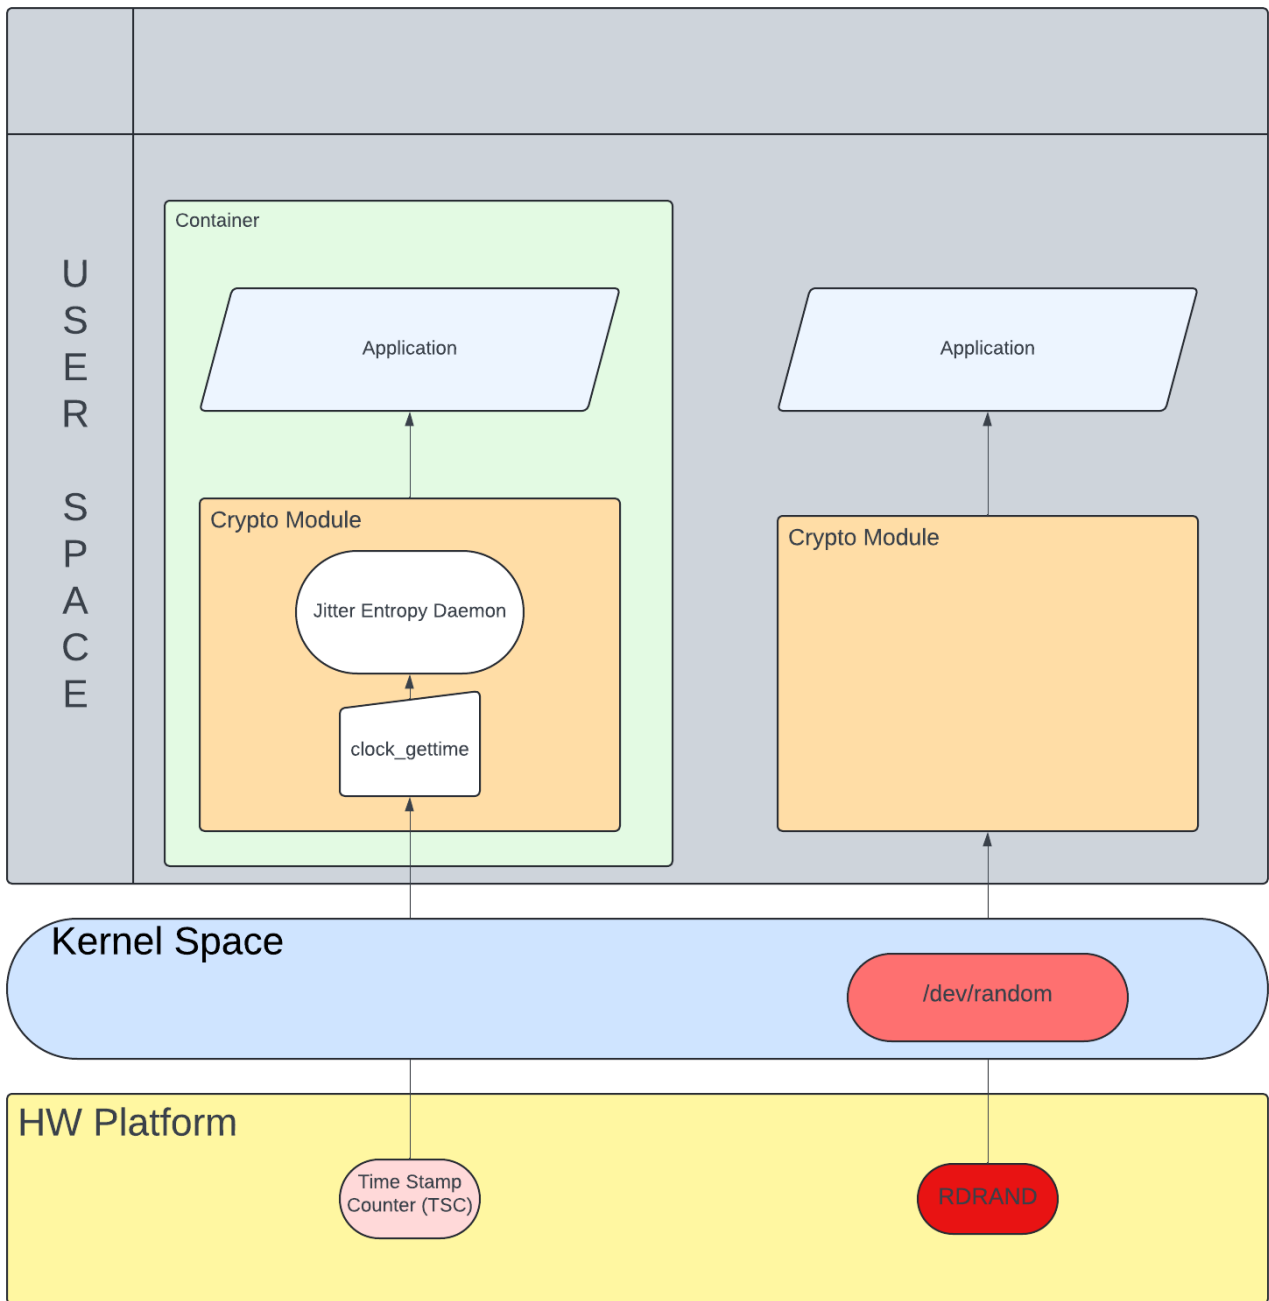 USER SPACE
Container
Application
Application
Crypto Module
Crypto Module
Jitter Entropy Daemon
clock_gettime
Kernel Space
/dev/random
HW Platform
Time Stamp
Counter (TSC)
RDRAND